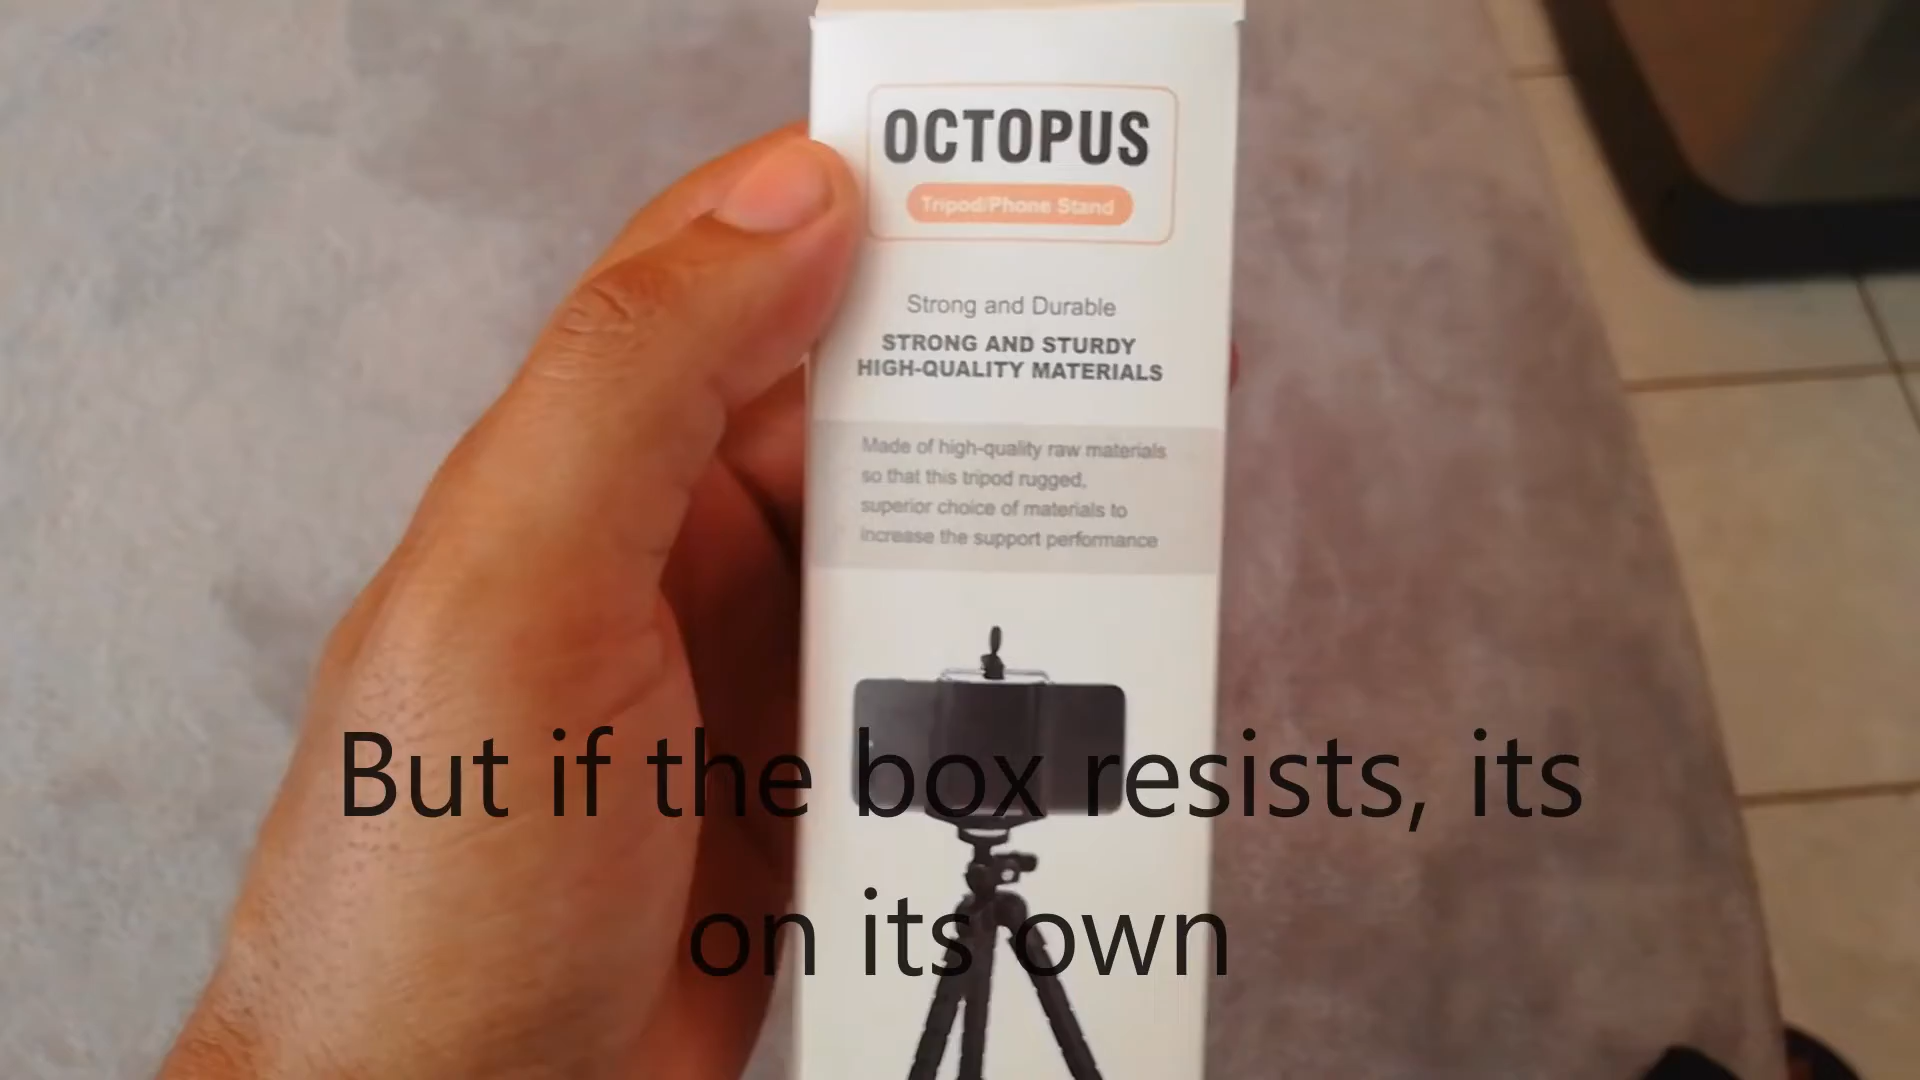 OCTOPUS
Tripod/Phone Stand
Strong and Durable
STRONG AND STURDY
HIGH-QUALITY MATERIALS
Made of high-quality raw materials
so that this tripod rugged,
superior choice of materials to
increase the support performance
But if the box resists, its
on its own